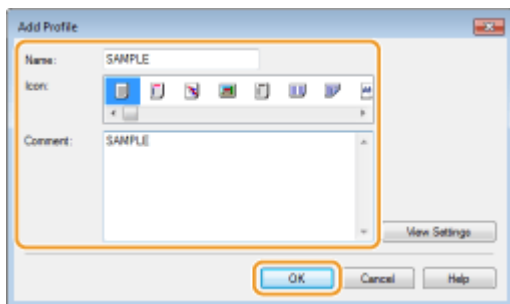 Add Profile
Name: SAMPLE
Icon:
Comment: SAMPLE
View Settings
OK Cancel Help